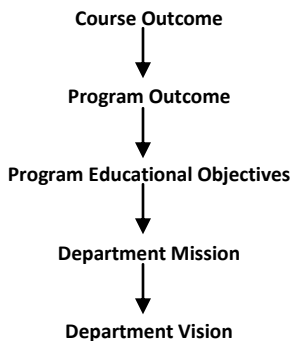 Course Outcome
Program Outcome
Program Educational Objectives
Department Mission
Department Vision